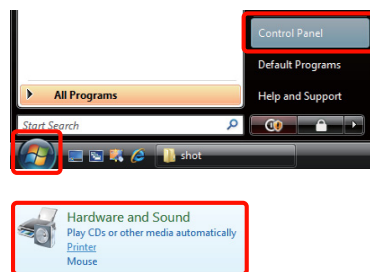 Control Panel
Default Programs
All Programs
Help and Support
Start Search
shot
Hardware and Sound
Play CDs or other media automatically
Printer
Mouse